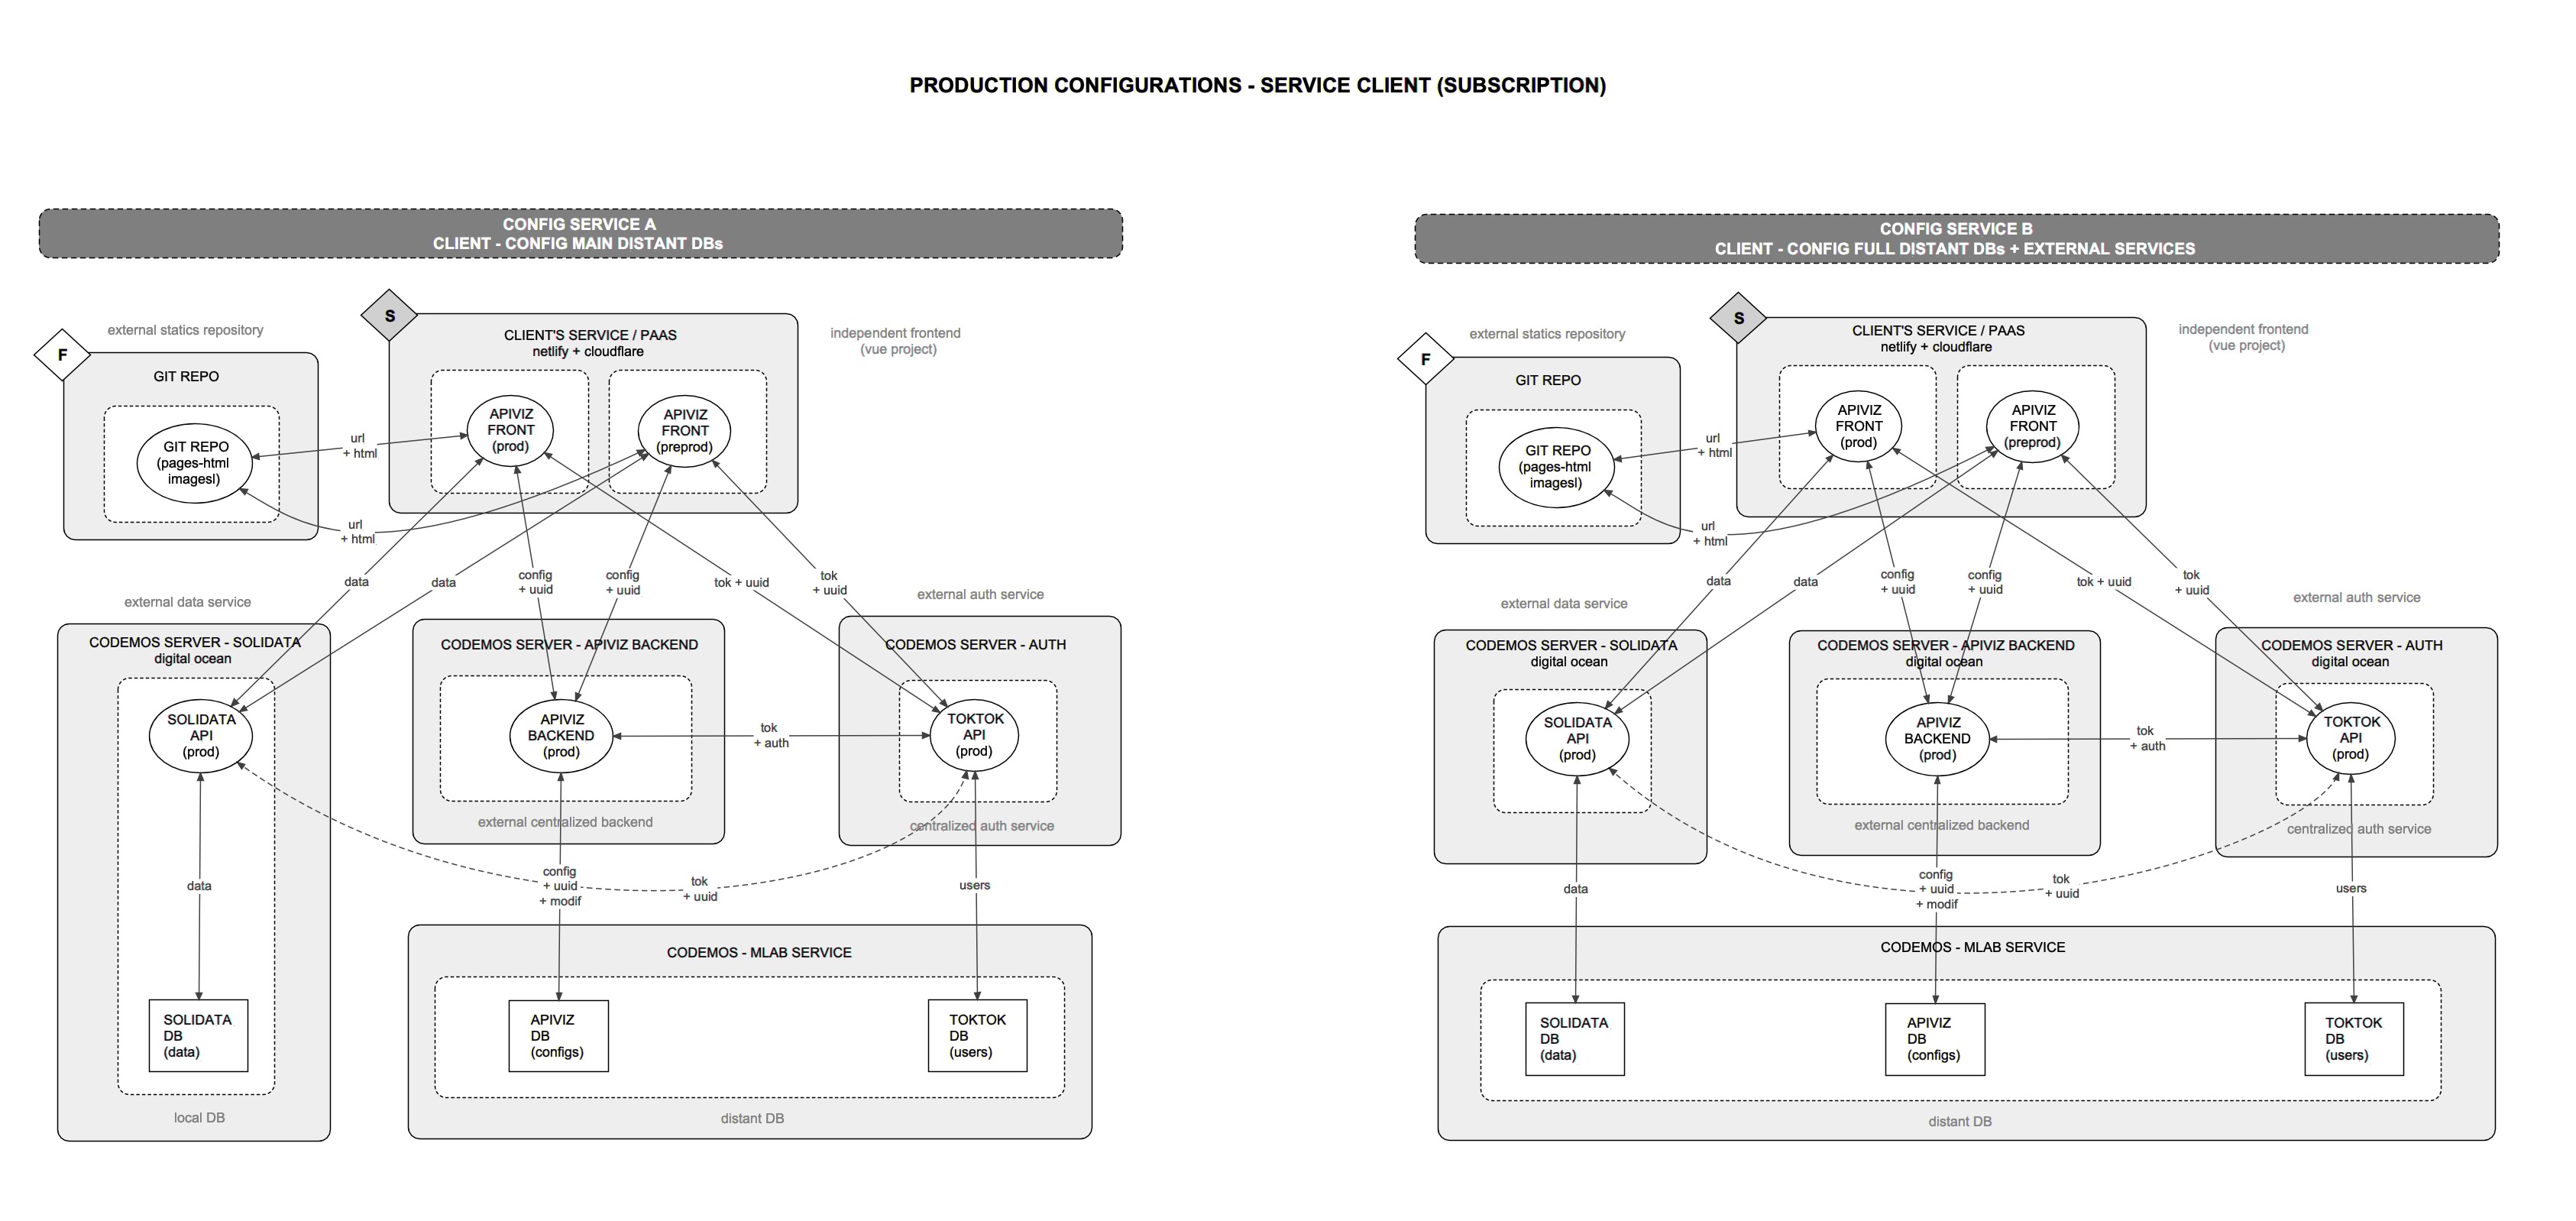 PRODUCTION CONFIGURATIONS - SERVICE CLIENT (SUBSCRIPTION)
CONFIG SERVICE A
CLIENT - CONFIG MAIN DISTANT DBs
S
F
external statics repository
CLIENT'S SERVICE / PAAS
netlify + cloudflare
independent frontend
(vue project)
GIT REPO
GIT REPO
(pages-html
imagesl)
APIVIZ
FRONT
(prod)
APIVIZ
FRONT
(preprod)
url
+ html
url
+ html
data
data
config
+ uuid
config
+ uuid
tok + uuid
tok
+ uuid
external data service
external auth service
CODEMOS SERVER - SOLIDATA
digital ocean
CODEMOS SERVER - APIVIZ BACKEND
CODEMOS SERVER - AUTH
SOLIDATA
API
(prod)
APIVIZ
BACKEND
(prod)
tok
+ auth
TOKTOK
API
(prod)
external centralized backend
centralized auth service
data
config
+ uuid
+ modif
tok
+ uuid
users
CODEMOS - MLAB SERVICE
SOLIDATA
DB
(data)
APIVIZ
DB
(configs)
TOKTOK
DB
(users)
local DB
distant DB
CONFIG SERVICE B
CLIENT - CONFIG FULL DISTANT DBs + EXTERNAL SERVICES
S
F
external statics repository
CLIENT'S SERVICE / PAAS
netlify + cloudflare
independent frontend
(vue project)
GIT REPO
GIT REPO
(pages-html
imagesl)
APIVIZ
FRONT
(prod)
APIVIZ
FRONT
(preprod)
url
+ html
url
+ html
data
data
config
+ uuid
config
+ uuid
tok + uuid
tok
+ uuid
external data service
external auth service
CODEMOS SERVER - SOLIDATA
digital ocean
CODEMOS SERVER - APIVIZ BACKEND
digital ocean
CODEMOS SERVER - AUTH
digital ocean
SOLIDATA
API
(prod)
APIVIZ
BACKEND
(prod)
tok
+ auth
TOKTOK
API
(prod)
external centralized backend
centralized auth service
data
config
+ uuid
+ modif
tok
+ uuid
users
CODEMOS - MLAB SERVICE
SOLIDATA
DB
(data)
APIVIZ
DB
(configs)
TOKTOK
DB
(users)
distant DB